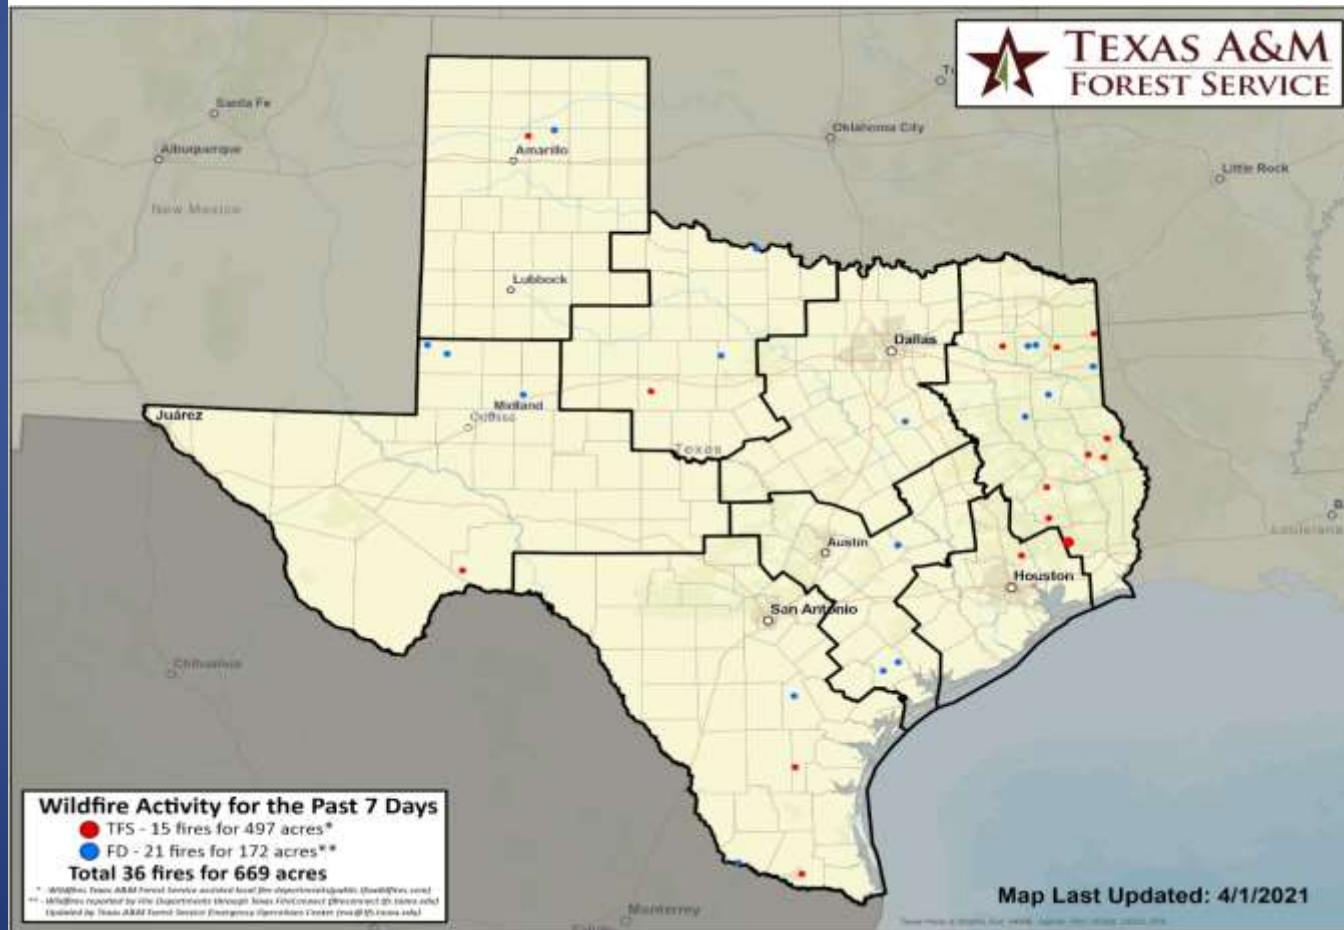 TEXAS A&M
FOREST SERVICE
Santa Fe
Oklahoma City
Albuquerque
Amarillo
Little Rock
New Mexico
Lubbock
Dallas
Juárez
Midland
Odessa
Texas
Louisiana
Austin
Houston
San Antonio
Chihuahua
Wildfire Activity for the Past 7 Days
TFS - 15 fires for 497 acres*
FD - 21 fires for 172 acres**
Total 36 fires for 669 acres
Map Last Updated: 4/1/2021
Monterrey